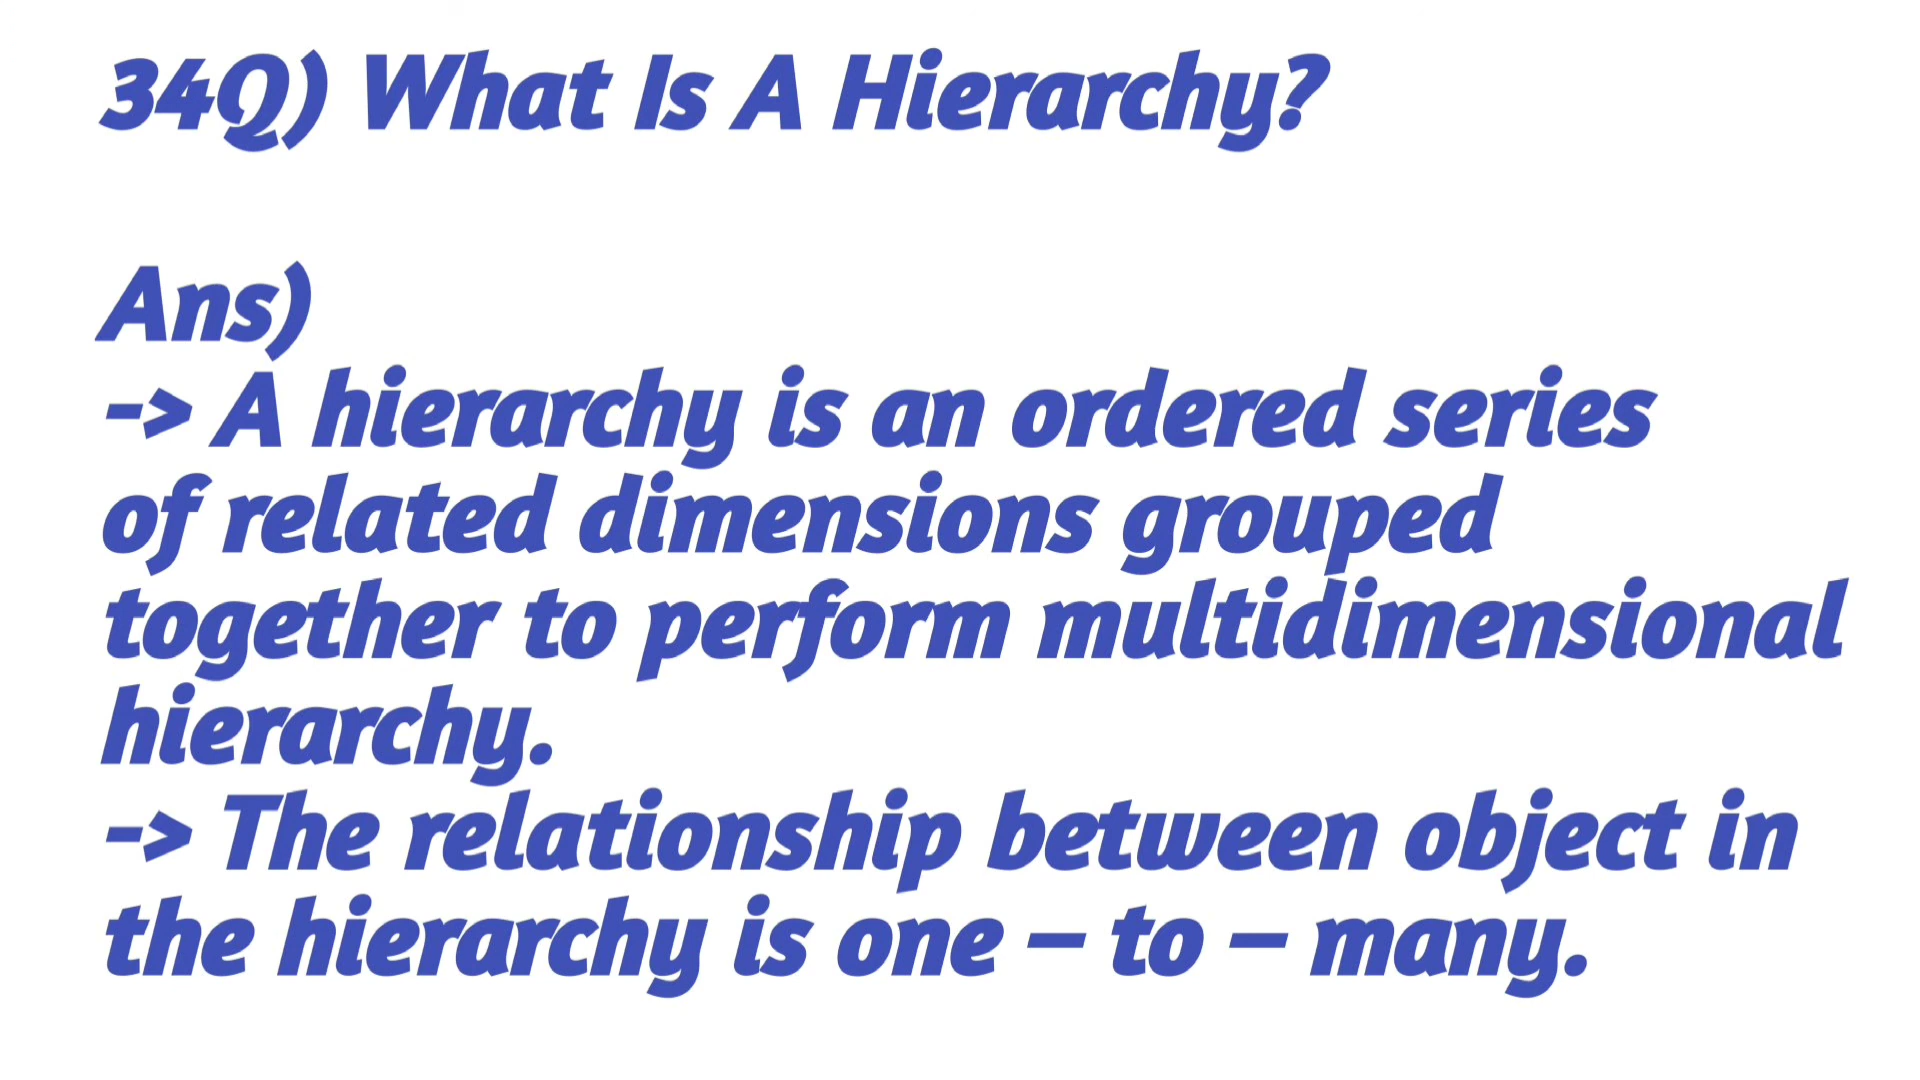 34Q) What Is A Hierarchy?
Ans)
-> A hierarchy is an ordered series
of related dimensions grouped
together to perform multidimensional
hierarchy.
-> The relationship between object in
the hierarchy is one – to – many.